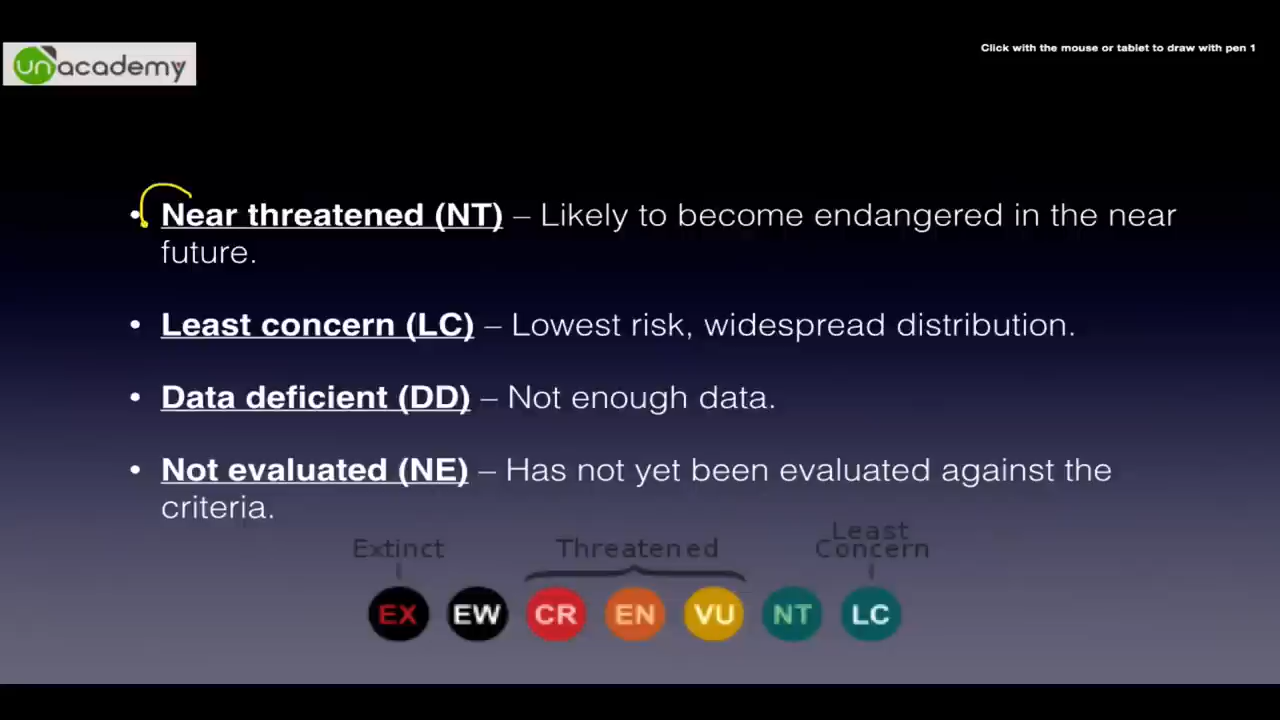 unacademy
Click with the mouse or tablet to draw with pen 1
• Near threatened (NT) – Likely to become endangered in the near
future.
• Least concern (LC) – Lowest risk, widespread distribution.
• Data deficient (DD) – Not enough data.
• Not evaluated (NE) – Has not yet been evaluated against the
criteria.
Extinct Threatened Least
Concern
EX EW CR EN VU NT LC